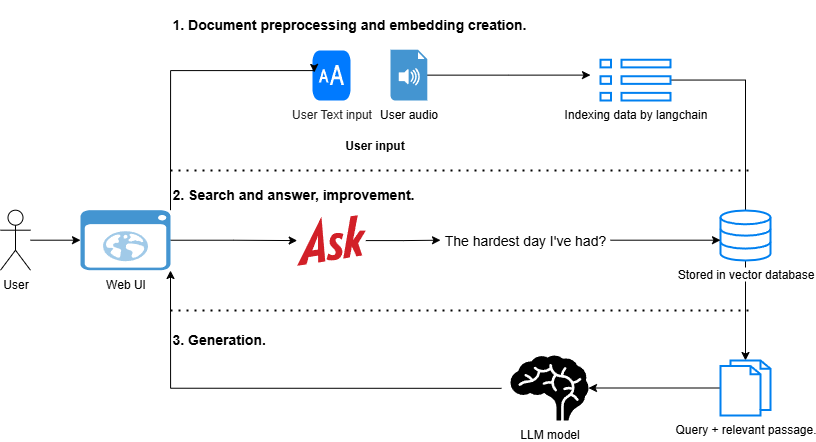 1. Document preprocessing and embedding creation.
AA
User Text input
User audio
Indexing data by langchain
User input
2. Search and answer, improvement.
Ask
The hardest day I've had?
User
Web UI
Stored in vector database
3. Generation.
LLM model
Query + relevant passage.